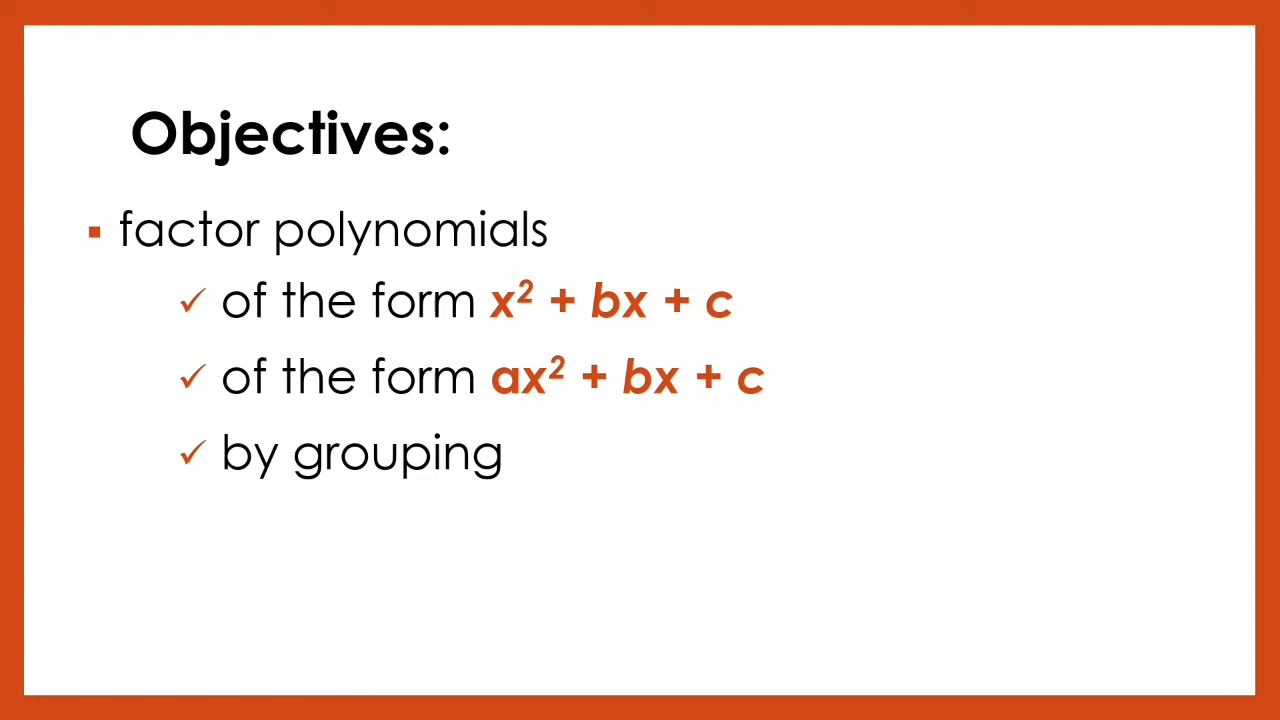 Objectives:
▪ factor polynomials
✓ of the form x² + bx + c
✓ of the form ax² + bx + c
✓ by grouping